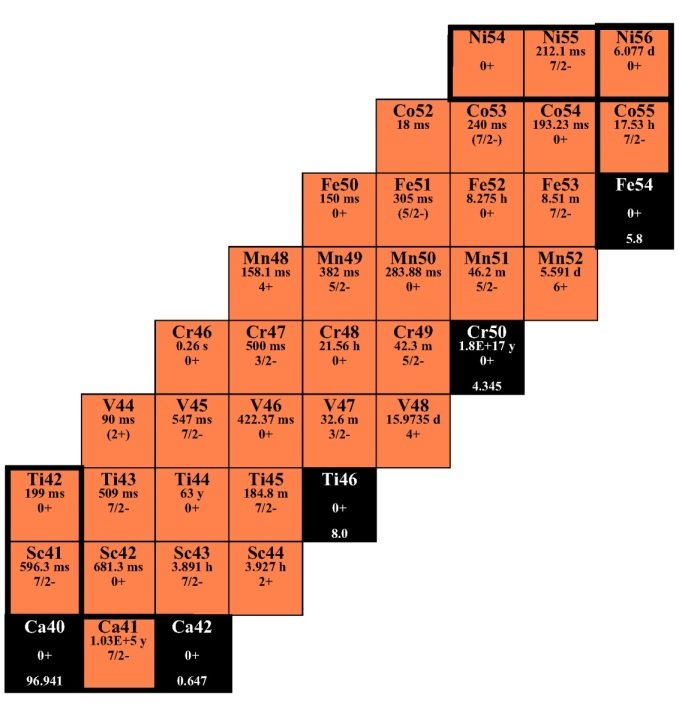 Ni54 Ni55 Ni56
212.1 ms 6.077 d
0+ 7/2- 0+
Co52 Co53 Co54 Co55
18 ms 240 ms 193.23 ms 17.53 h
(7/2-) 0+ 7/2-
Fe50 Fe51 Fe52 Fe53 Fe54
150 ms 305 ms 8.275 h 8.51 m
0+ (5/2-) 0+ 7/2- 0+
5.8
Mn48 Mn49 Mn50 Mn51 Mn52
158.1 ms 382 ms 283.88 ms 46.2 m 5.591 d
4+ 5/2- 0+ 5/2- 6+
Cr46 Cr47 Cr48 Cr49 Cr50
0.26 s 500 ms 21.56 h 42.3 m 1.8E+17 y
0+ 3/2- 0+ 5/2- 0+
4.345
V44 V45 V46 V47 V48
90 ms 547 ms 422.37 ms 32.6 m 15.9735 d
(2+) 7/2- 0+ 3/2- 4+
Ti42 Ti43 Ti44 Ti45 Ti46
199 ms 509 ms 63 y 184.8 m
0+ 7/2- 0+ 7/2- 0+
8.0
Sc41 Sc42 Sc43 Sc44
596.3 ms 681.3 ms 3.891 h 3.927 h
7/2- 0+ 7/2- 2+
Ca40 Ca41 Ca42
1.03E+5 y
0+ 7/2- 0+
96.941 0.647